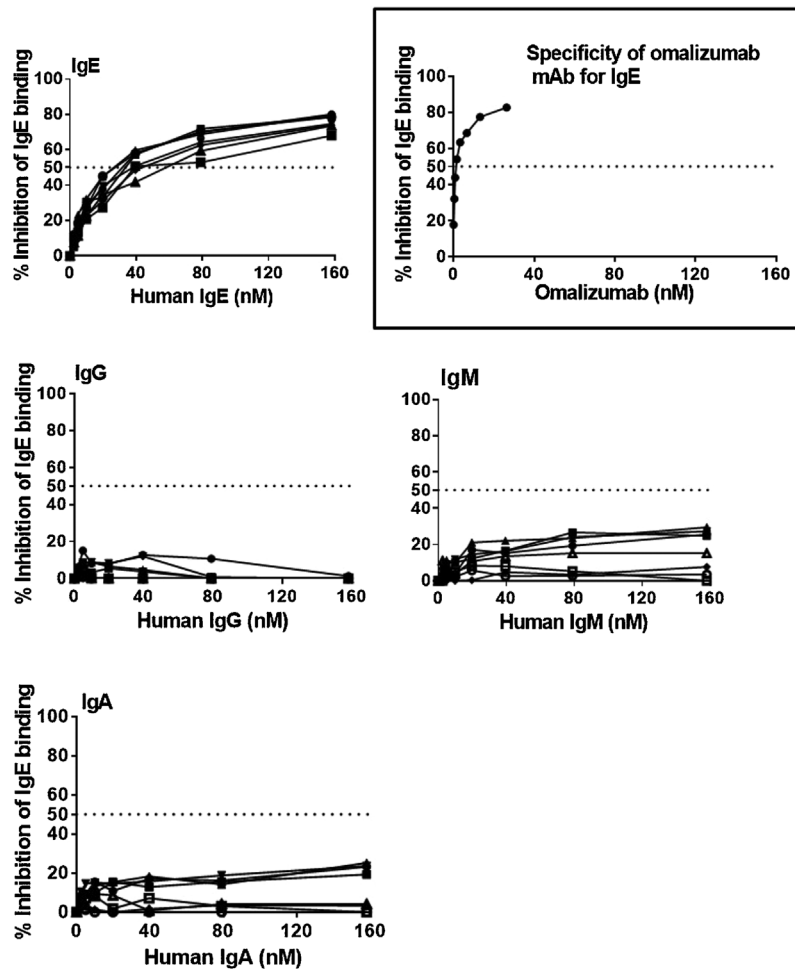 IgE
% Inhibition of IgE binding
100
80
60
50
40
20
0
0 40 80 120 160
Human IgE (nM)
Specificity of omalizumab
mAb for IgE
% Inhibition of IgE binding
100
80
60
50
40
20
0
0 40 80 120 160
Omalizumab (nM)
IgG
% Inhibition of IgE binding
100
80
60
50
40
20
0
0 40 80 120 160
Human IgG (nM)
IgM
% Inhibition of IgE binding
100
80
60
50
40
20
0
0 40 80 120 160
Human IgM (nM)
IgA
% Inhibition of IgE binding
100
80
60
50
40
20
0
0 40 80 120 160
Human IgA (nM)